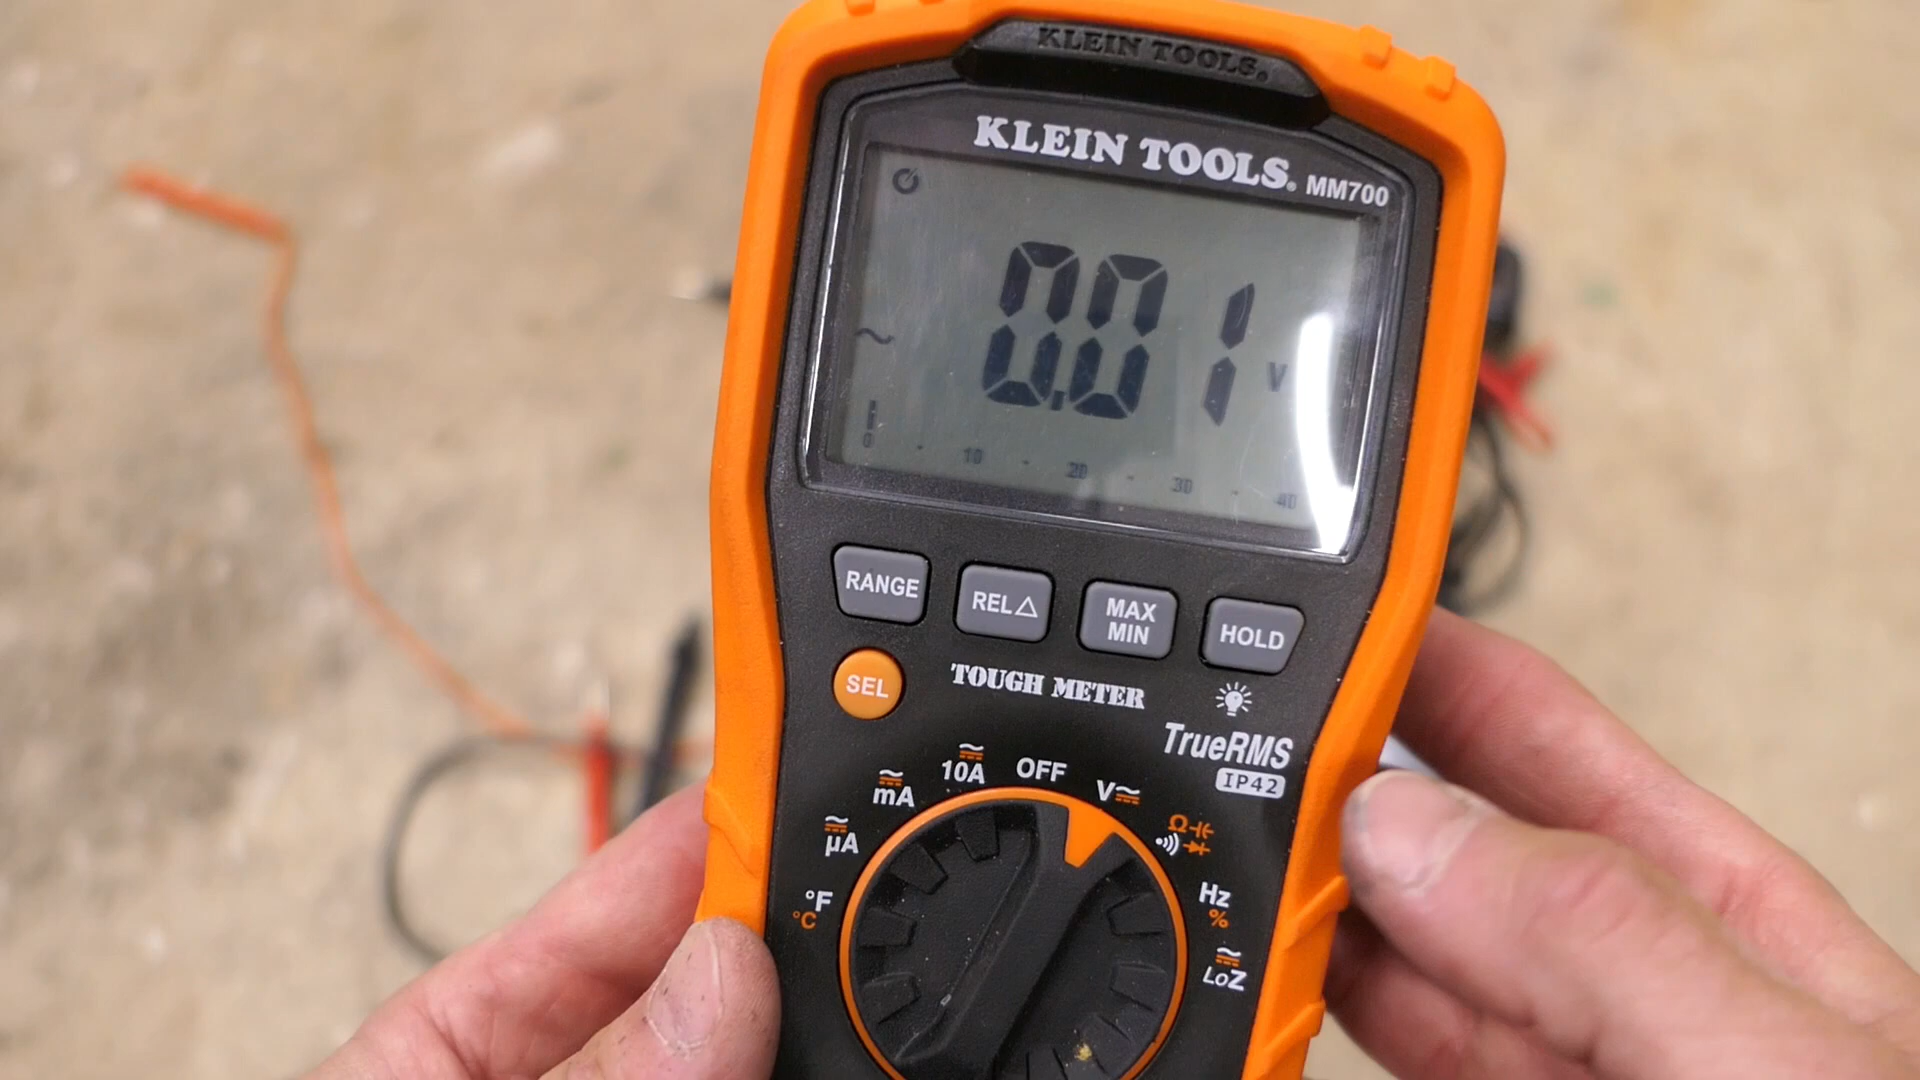 KLEIN TOOLS®
KLEIN TOOLS® MM700
0.01 V
0 10 20 30 40
RANGE
REL△
MAX
MIN
HOLD
SEL
TOUGH METER
TrueRMS
IP42
OFF
10A
V
mA
µA
Ω
°F
°C
Hz
%
LoZ